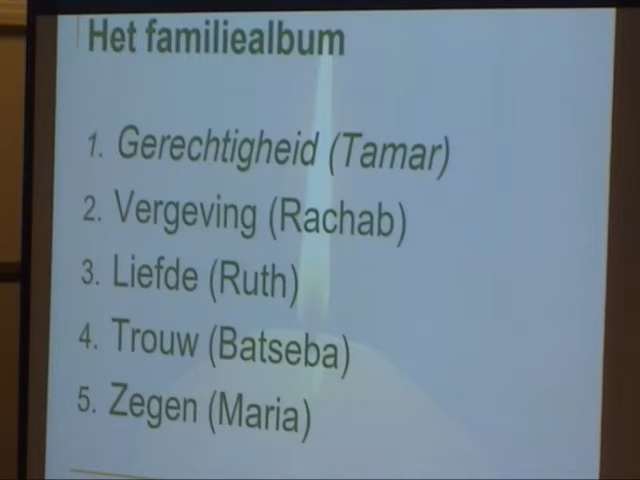 Het familiealbum
1. Gerechtigheid (Tamar)
2. Vergeving (Rachab)
3. Liefde (Ruth)
4. Trouw (Batseba)
5. Zegen (Maria)